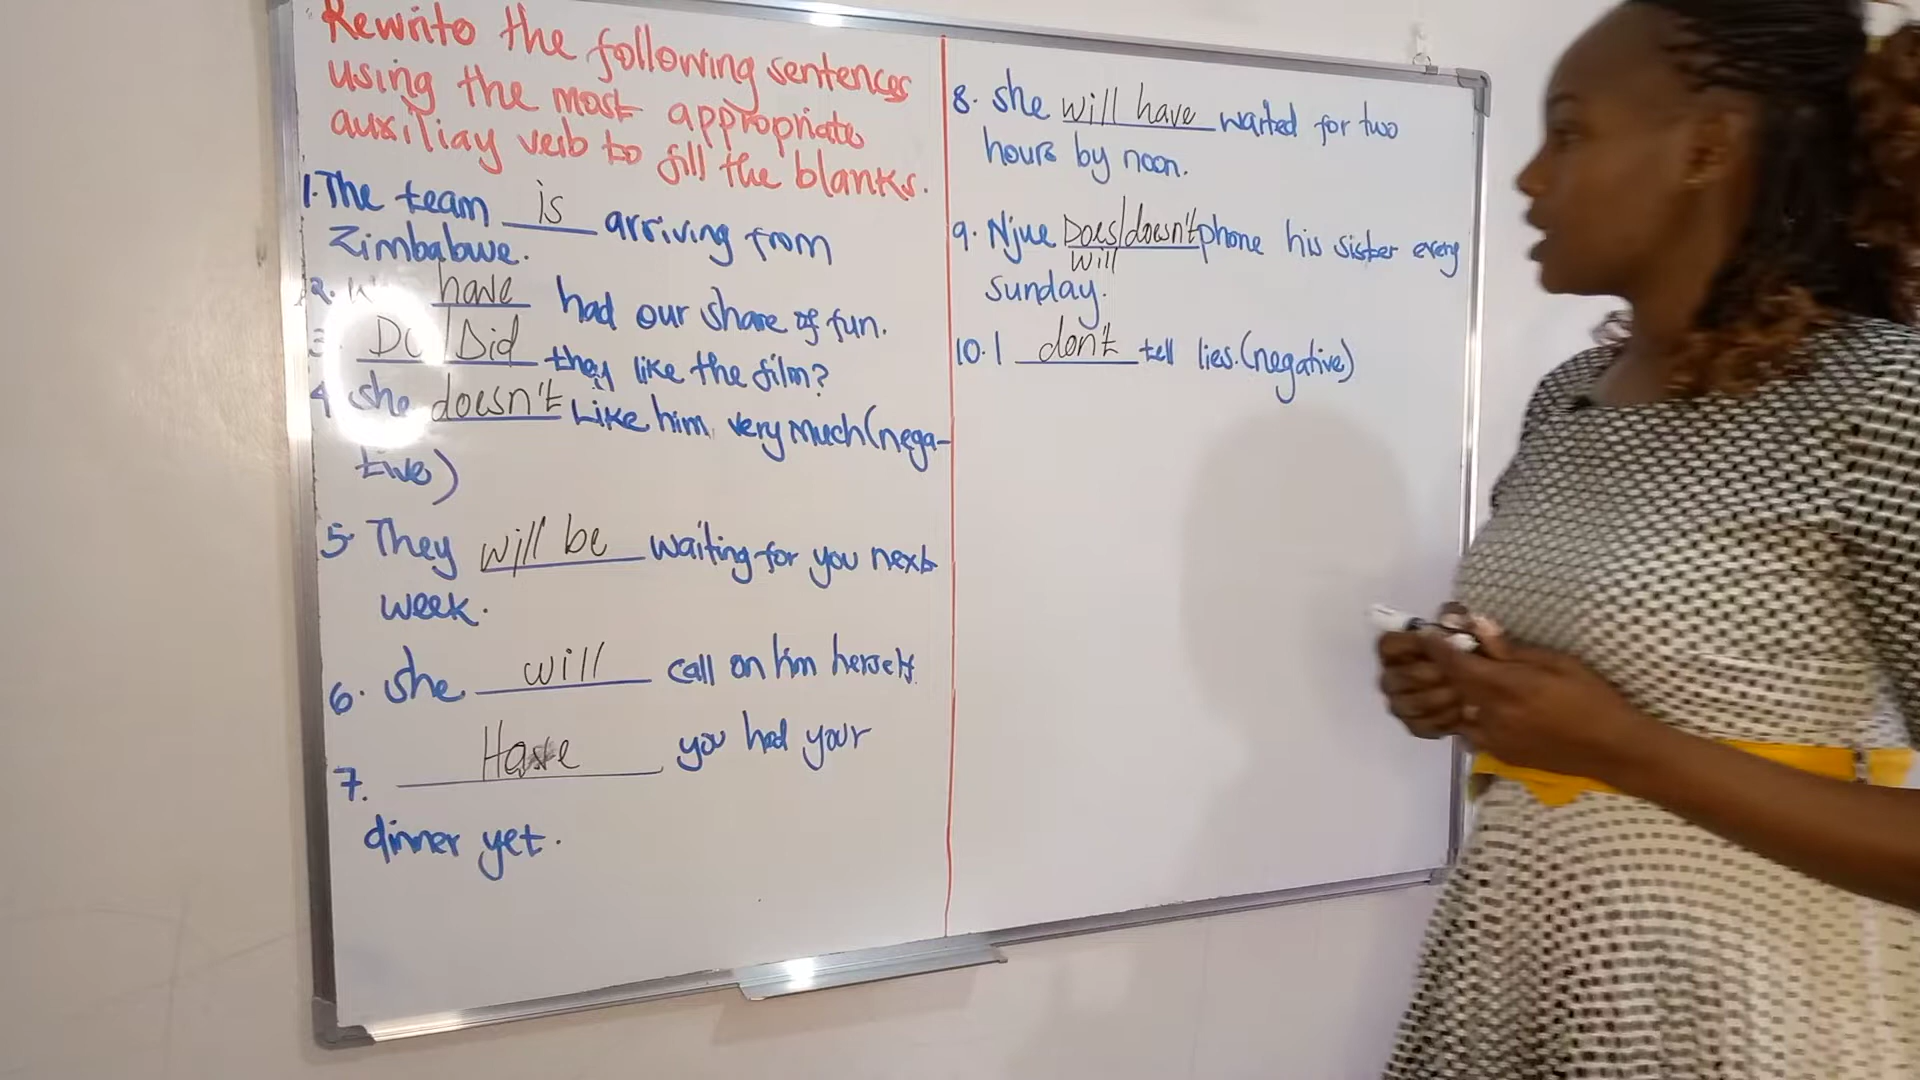 Rewrite the following sentences
using the most appropriate
auxiliay verb to fill the blanks.
1. The team is arriving from
Zimbabwe.
2. have had our share of fun.
3. Do/Did they like the film?
4 she doesn't Like him very much (nega-
tive)
5. They will be waiting for you next
week.
6. she will call on him herself.
7. Have you had your
dinner yet.
8. she will have waited for two
hours by noon.
9. Njue Does/doesn't phone his sister every
will
sunday.
10. I don't tell lies. (negative)